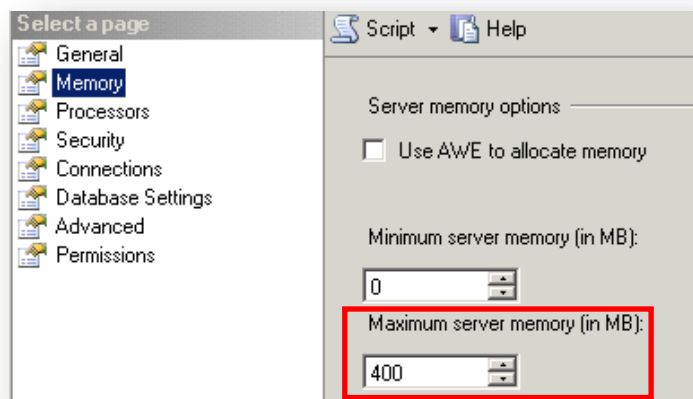 Select a page
General
Memory
Processors
Security
Connections
Database Settings
Advanced
Permissions
Script Help
Server memory options
Use AWE to allocate memory
Minimum server memory (in MB):
0
Maximum server memory (in MB):
400